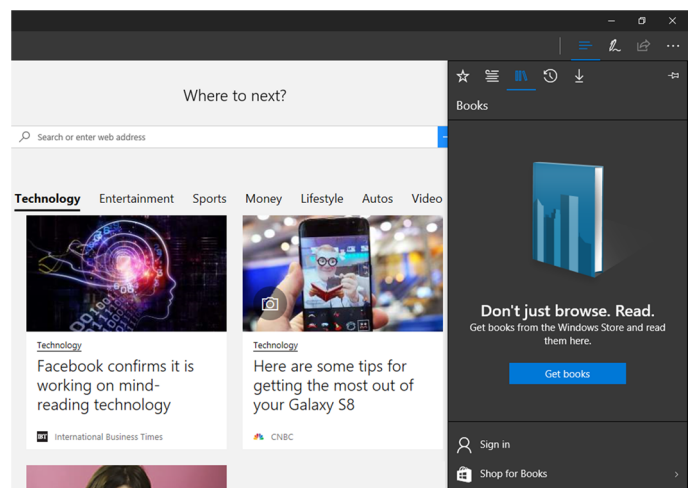 Where to next?
Search or enter web address
Technology Entertainment Sports Money Lifestyle Autos Video
Technology
Facebook confirms it is
working on mind-
reading technology
IBT International Business Times
Technology
Here are some tips for
getting the most out of
your Galaxy S8
CNBC
Books
Don't just browse. Read.
Get books from the Windows Store and read
them here.
Get books
Sign in
Shop for Books